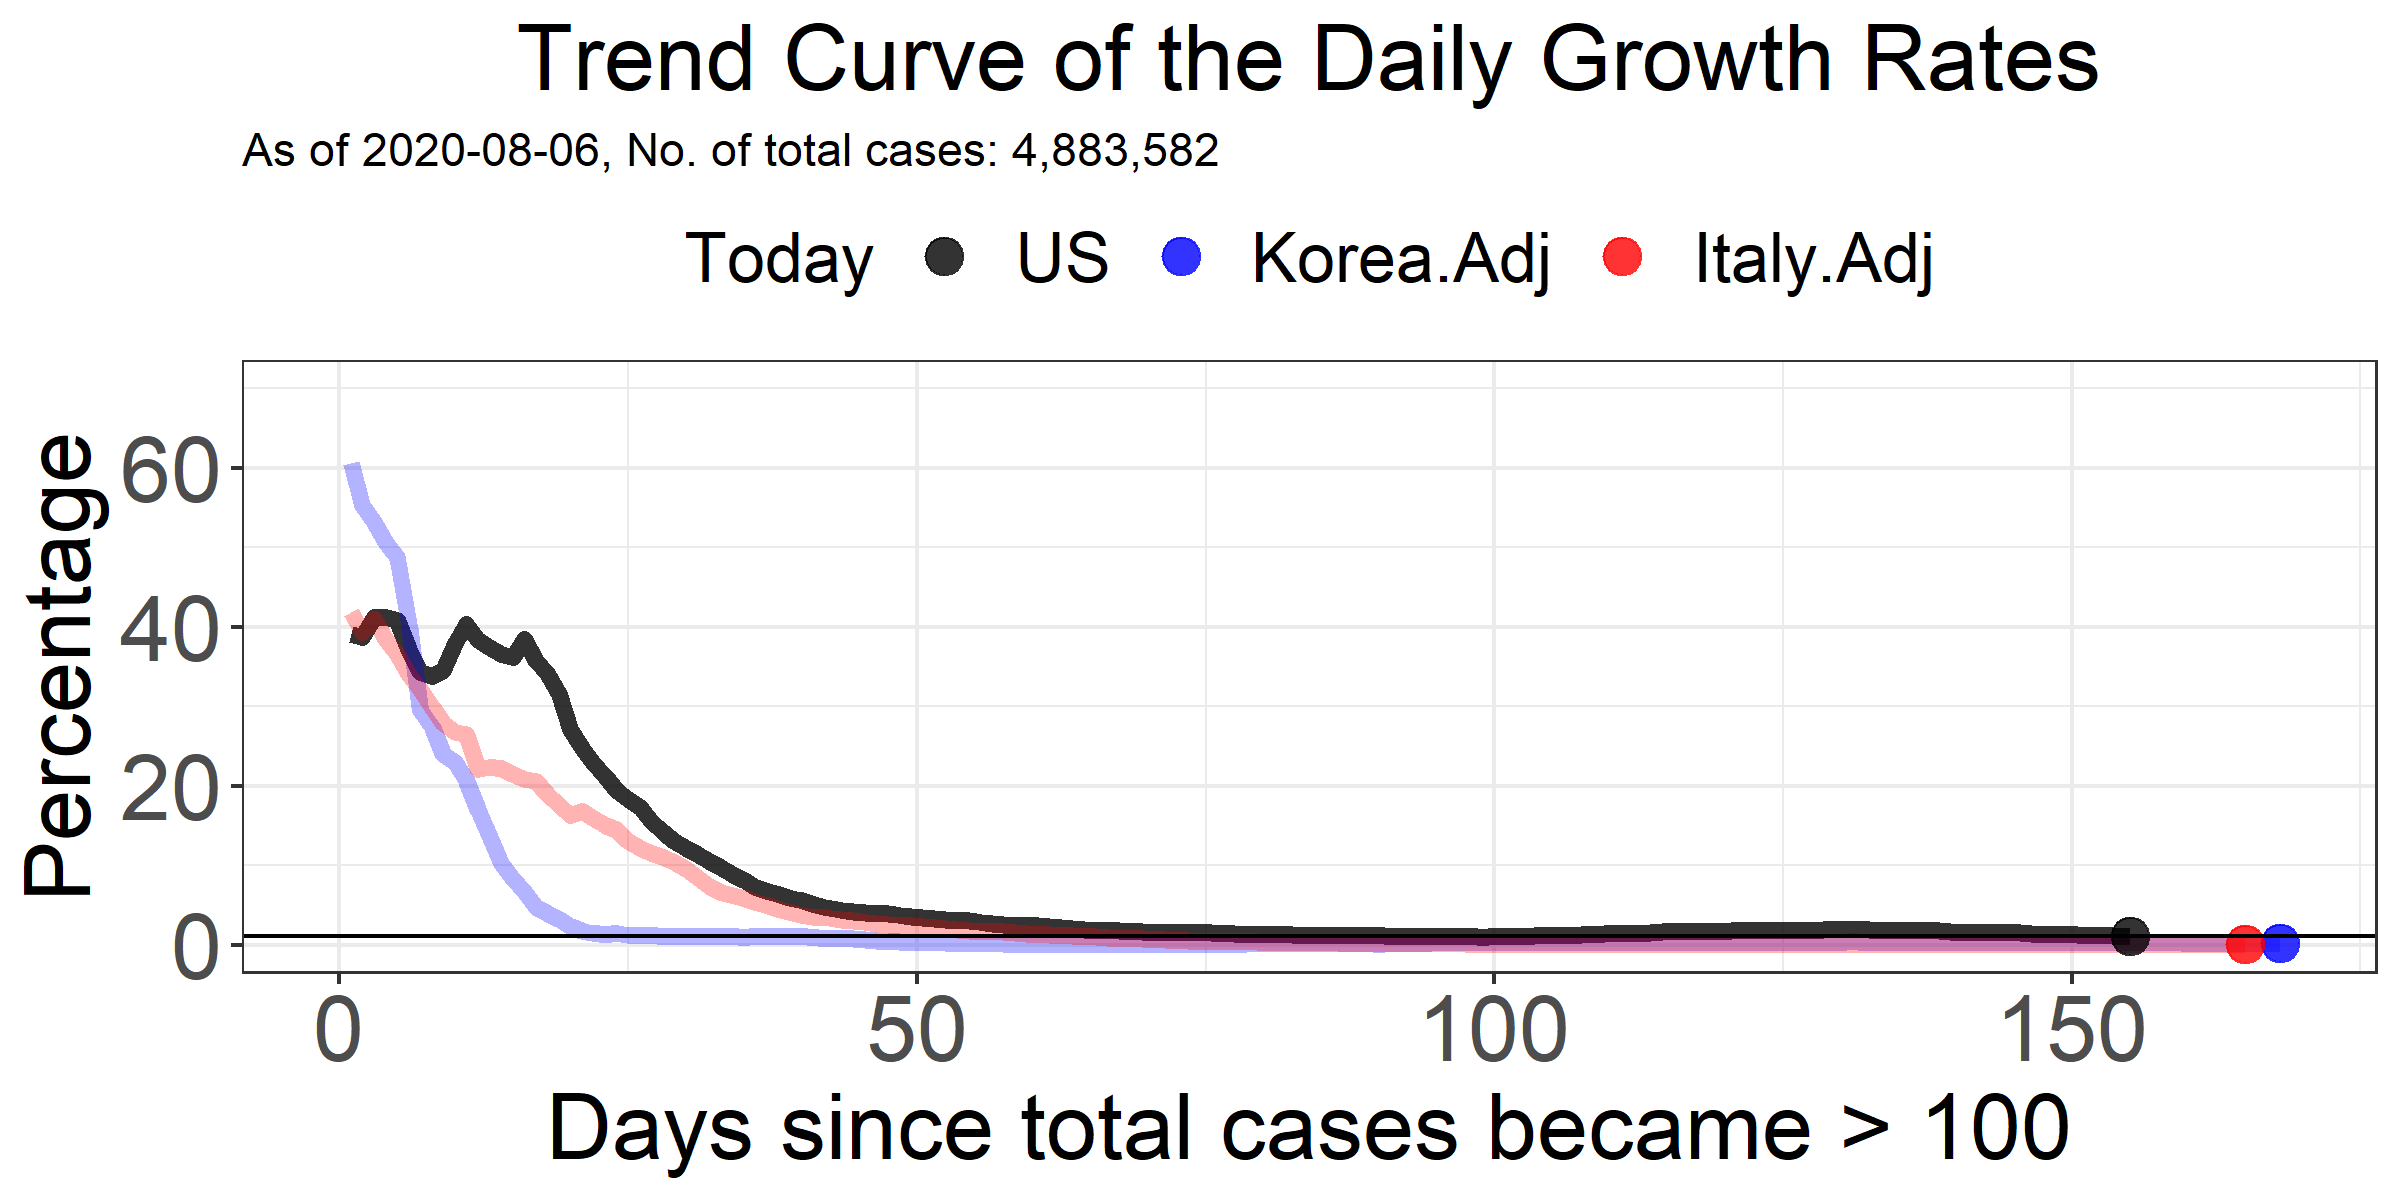 Trend Curve of the Daily Growth Rates
As of 2020-08-06, No. of total cases: 4,883,582
Today US Korea.Adj Italy.Adj
Percentage
60
40
20
0
0 50 100 150
Days since total cases became > 100